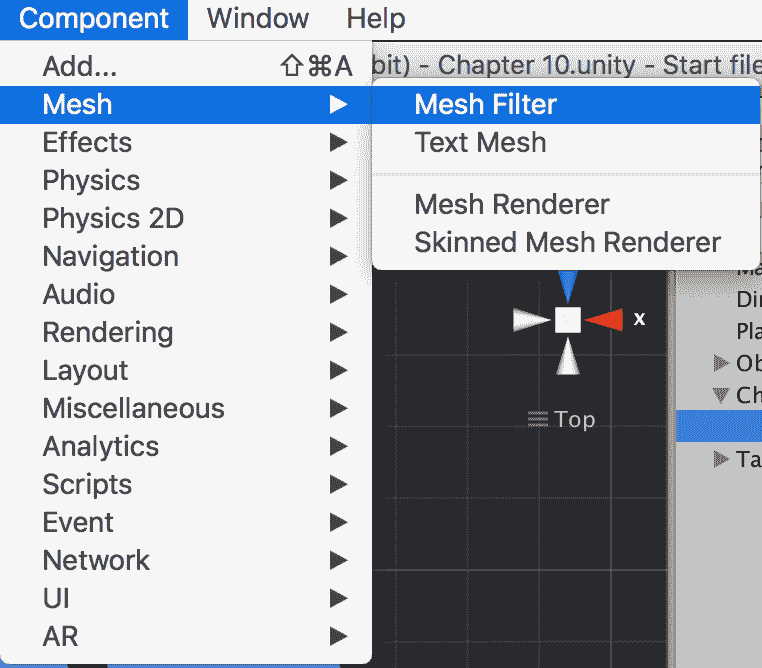 Component Window Help
Add... ⇧⌘A
bit) - Chapter 10.unity - Start file
Mesh
Mesh Filter
Effects
Text Mesh
Physics
Physics 2D
Mesh Renderer
Navigation
Skinned Mesh Renderer
Audio
Rendering
Layout
Miscellaneous
Analytics
Scripts
Event
Network
UI
AR
x
Top
Dir
Pla
Ob
Ch
Ta